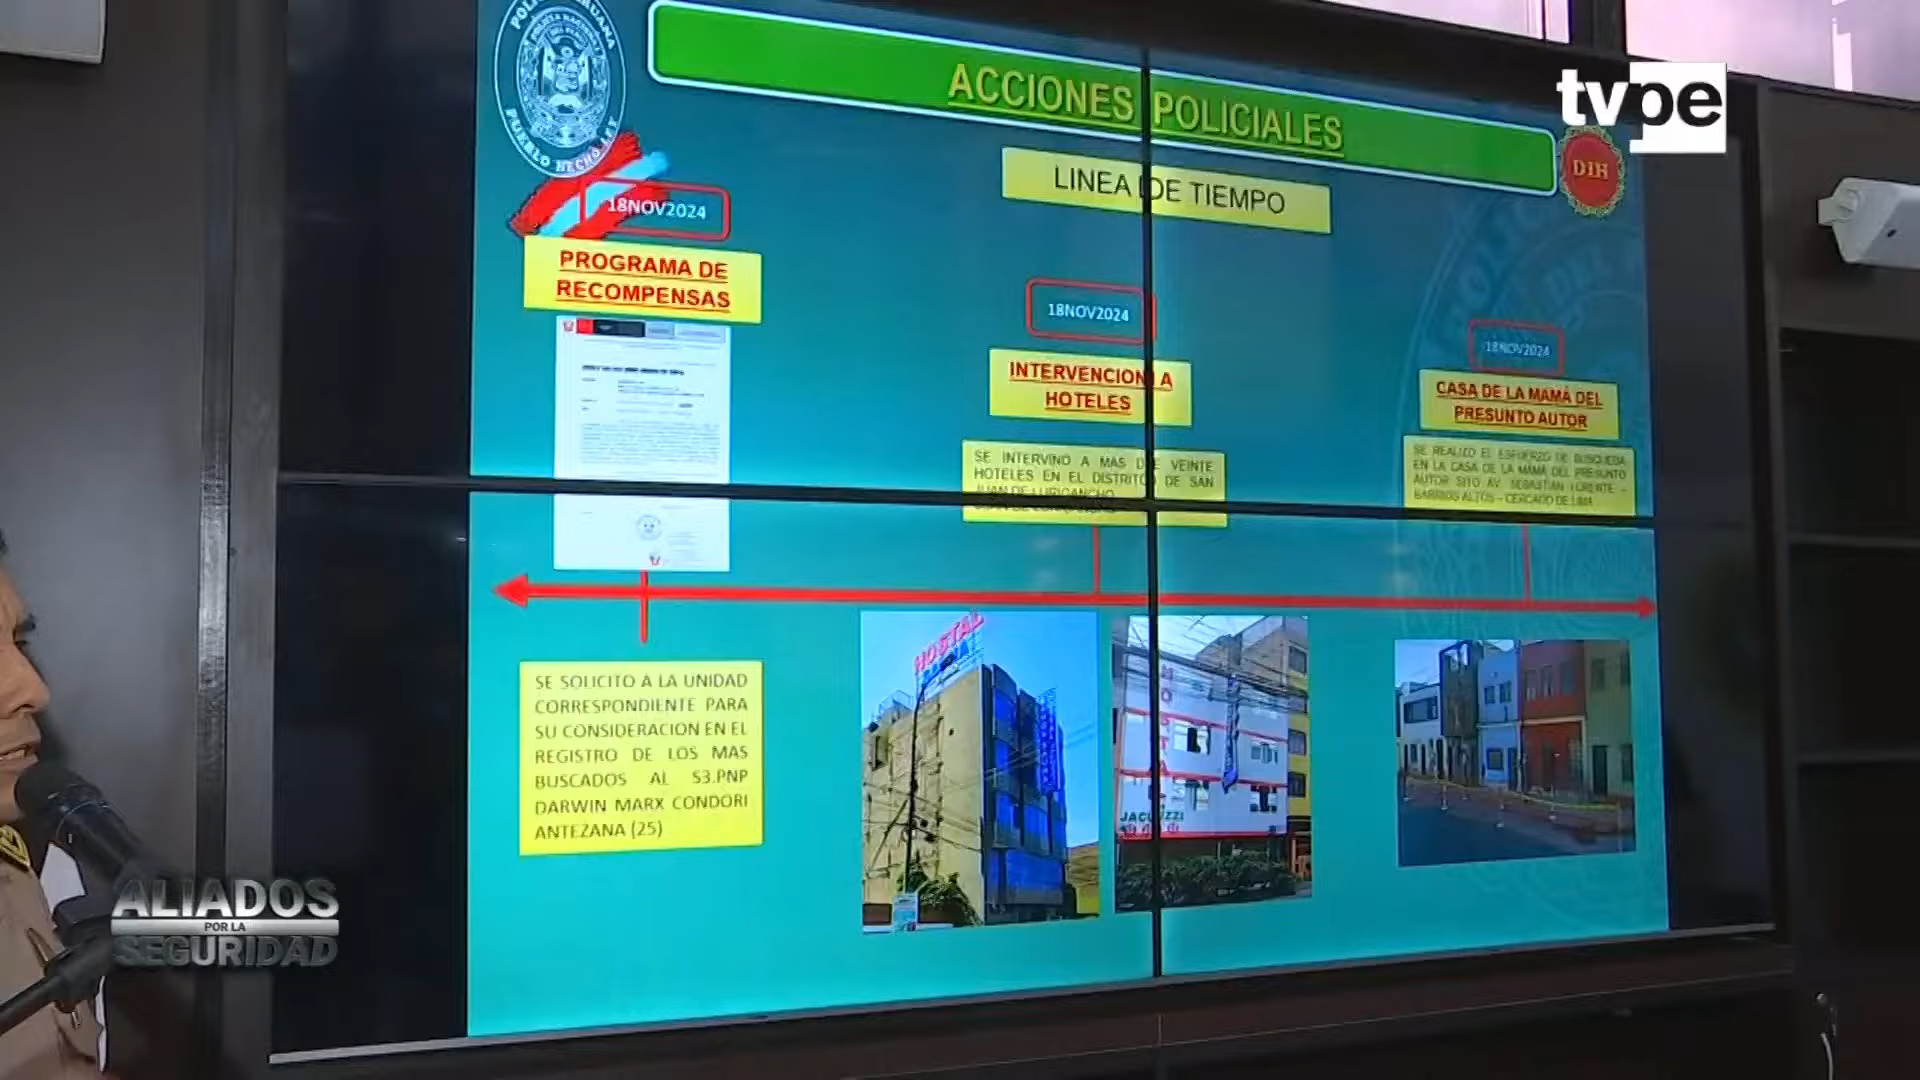 ACCIONES POLICIALES
tvpe
DIH
LINEA DE TIEMPO
18NOV2024
PROGRAMA DE
RECOMPENSAS
18NOV2024
INTERVENCION A
HOTELES
SE INTERVINO A MAS DE VEINTE
HOTELES EN EL DISTRITO DE SAN
JUAN DE LURIGANCHO
18NOV2024
CASA DE LA MAMÁ DEL
PRESUNTO AUTOR
SE REALIZO EL ESFUERZO DE BUSQUEDA
EN LA CASA DE LA MAMA DEL PRESUNTO
AUTOR SITO AV. SEBASTIAN LORENTE -
BARRIOS ALTOS - CERCADO DE LIMA
SE SOLICITO A LA UNIDAD
CORRESPONDIENTE PARA
SU CONSIDERACION EN EL
REGISTRO DE LOS MAS
BUSCADOS AL S3.PNP
DARWIN MARX CONDORI
ANTEZANA (25)
HOSTAL
HOSTAL
JACUZZI
ALIADOS
POR LA
SEGURIDAD